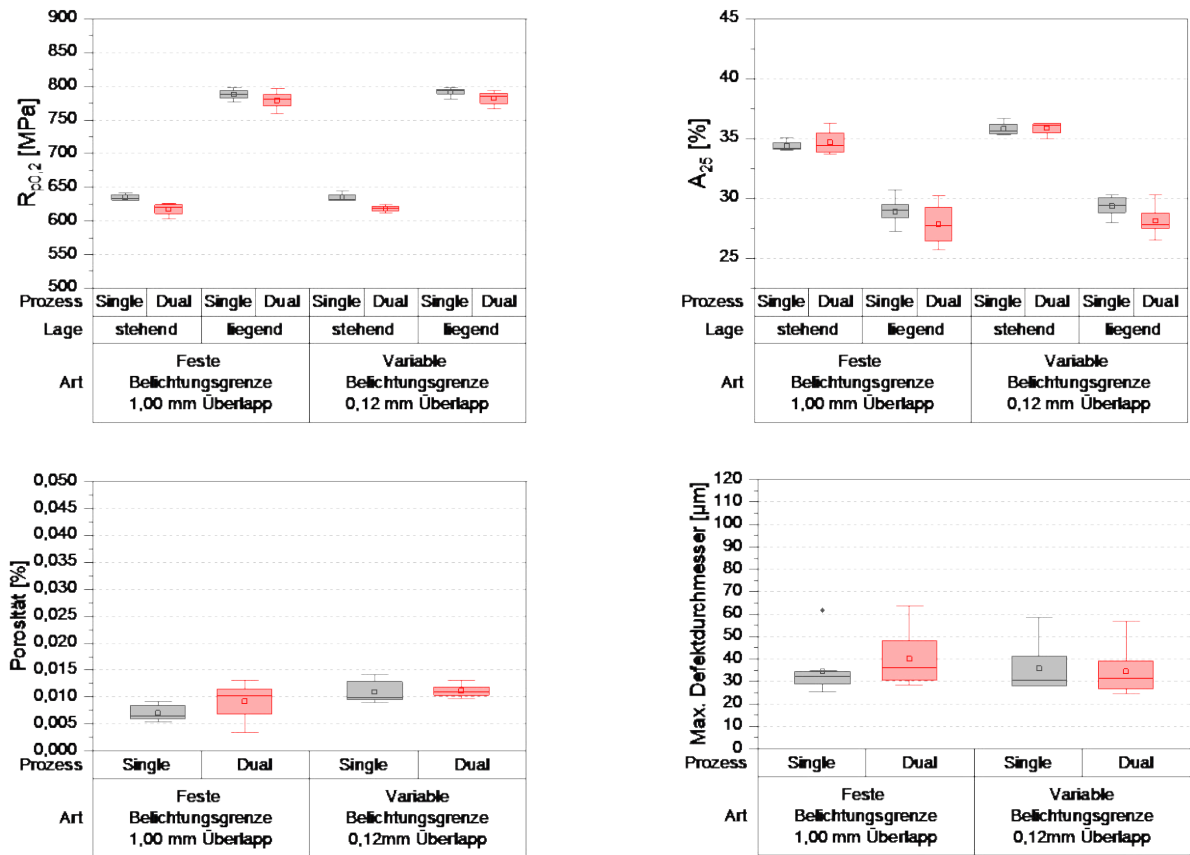 900
850
800
750
700
650
600
550
500
R p0,2 [MPa]
Prozess Single Dual Single Dual Single Dual Single Dual
Lage stehend liegend stehend liegend
Feste Variable
Art Belichtungsgrenze Belichtungsgrenze
1,00 mm Überlapp 0,12 mm Überlapp
45
40
35
30
25
A 25 [%]
Prozess Single Dual Single Dual Single Dual Single Dual
Lage stehend liegend stehend liegend
Feste Variable
Art Belichtungsgrenze Belichtungsgrenze
1,00 mm Überlapp 0,12 mm Überlapp
0,050
0,045
0,040
0,035
0,030
0,025
0,020
0,015
0,010
0,005
0,000
Porosität [%]
Prozess Single Dual Single Dual
Feste Variable
Art Belichtungsgrenze Belichtungsgrenze
1,00 mm Überlapp 0,12mm Überlapp
120
110
100
90
80
70
60
50
40
30
20
10
0
Max. Defektdurchmesser [µm]
Prozess Single Dual Single Dual
Feste Variable
Art Belichtungsgrenze Belichtungsgrenze
1,00 mm Überlapp 0,12mm Überlapp